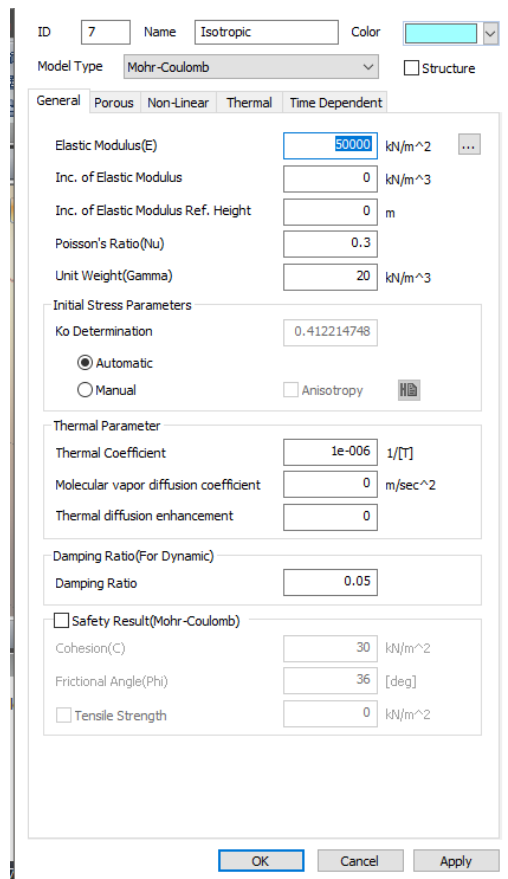 ID 7 Name Isotropic Color
Model Type Mohr-Coulomb Structure
General Porous Non-Linear Thermal Time Dependent
Elastic Modulus(E) 50000 kN/m^2 ...
Inc. of Elastic Modulus 0 kN/m^3
Inc. of Elastic Modulus Ref. Height 0 m
Poisson's Ratio(Nu) 0.3
Unit Weight(Gamma) 20 kN/m^3
Initial Stress Parameters
Ko Determination 0.412214748
Automatic
Manual Anisotropy
Thermal Parameter
Thermal Coefficient 1e-006 1/[T]
Molecular vapor diffusion coefficient 0 m/sec^2
Thermal diffusion enhancement 0
Damping Ratio(For Dynamic)
Damping Ratio 0.05
Safety Result(Mohr-Coulomb)
Cohesion(C) 30 kN/m^2
Frictional Angle(Phi) 36 [deg]
Tensile Strength 0 kN/m^2
OK Cancel Apply